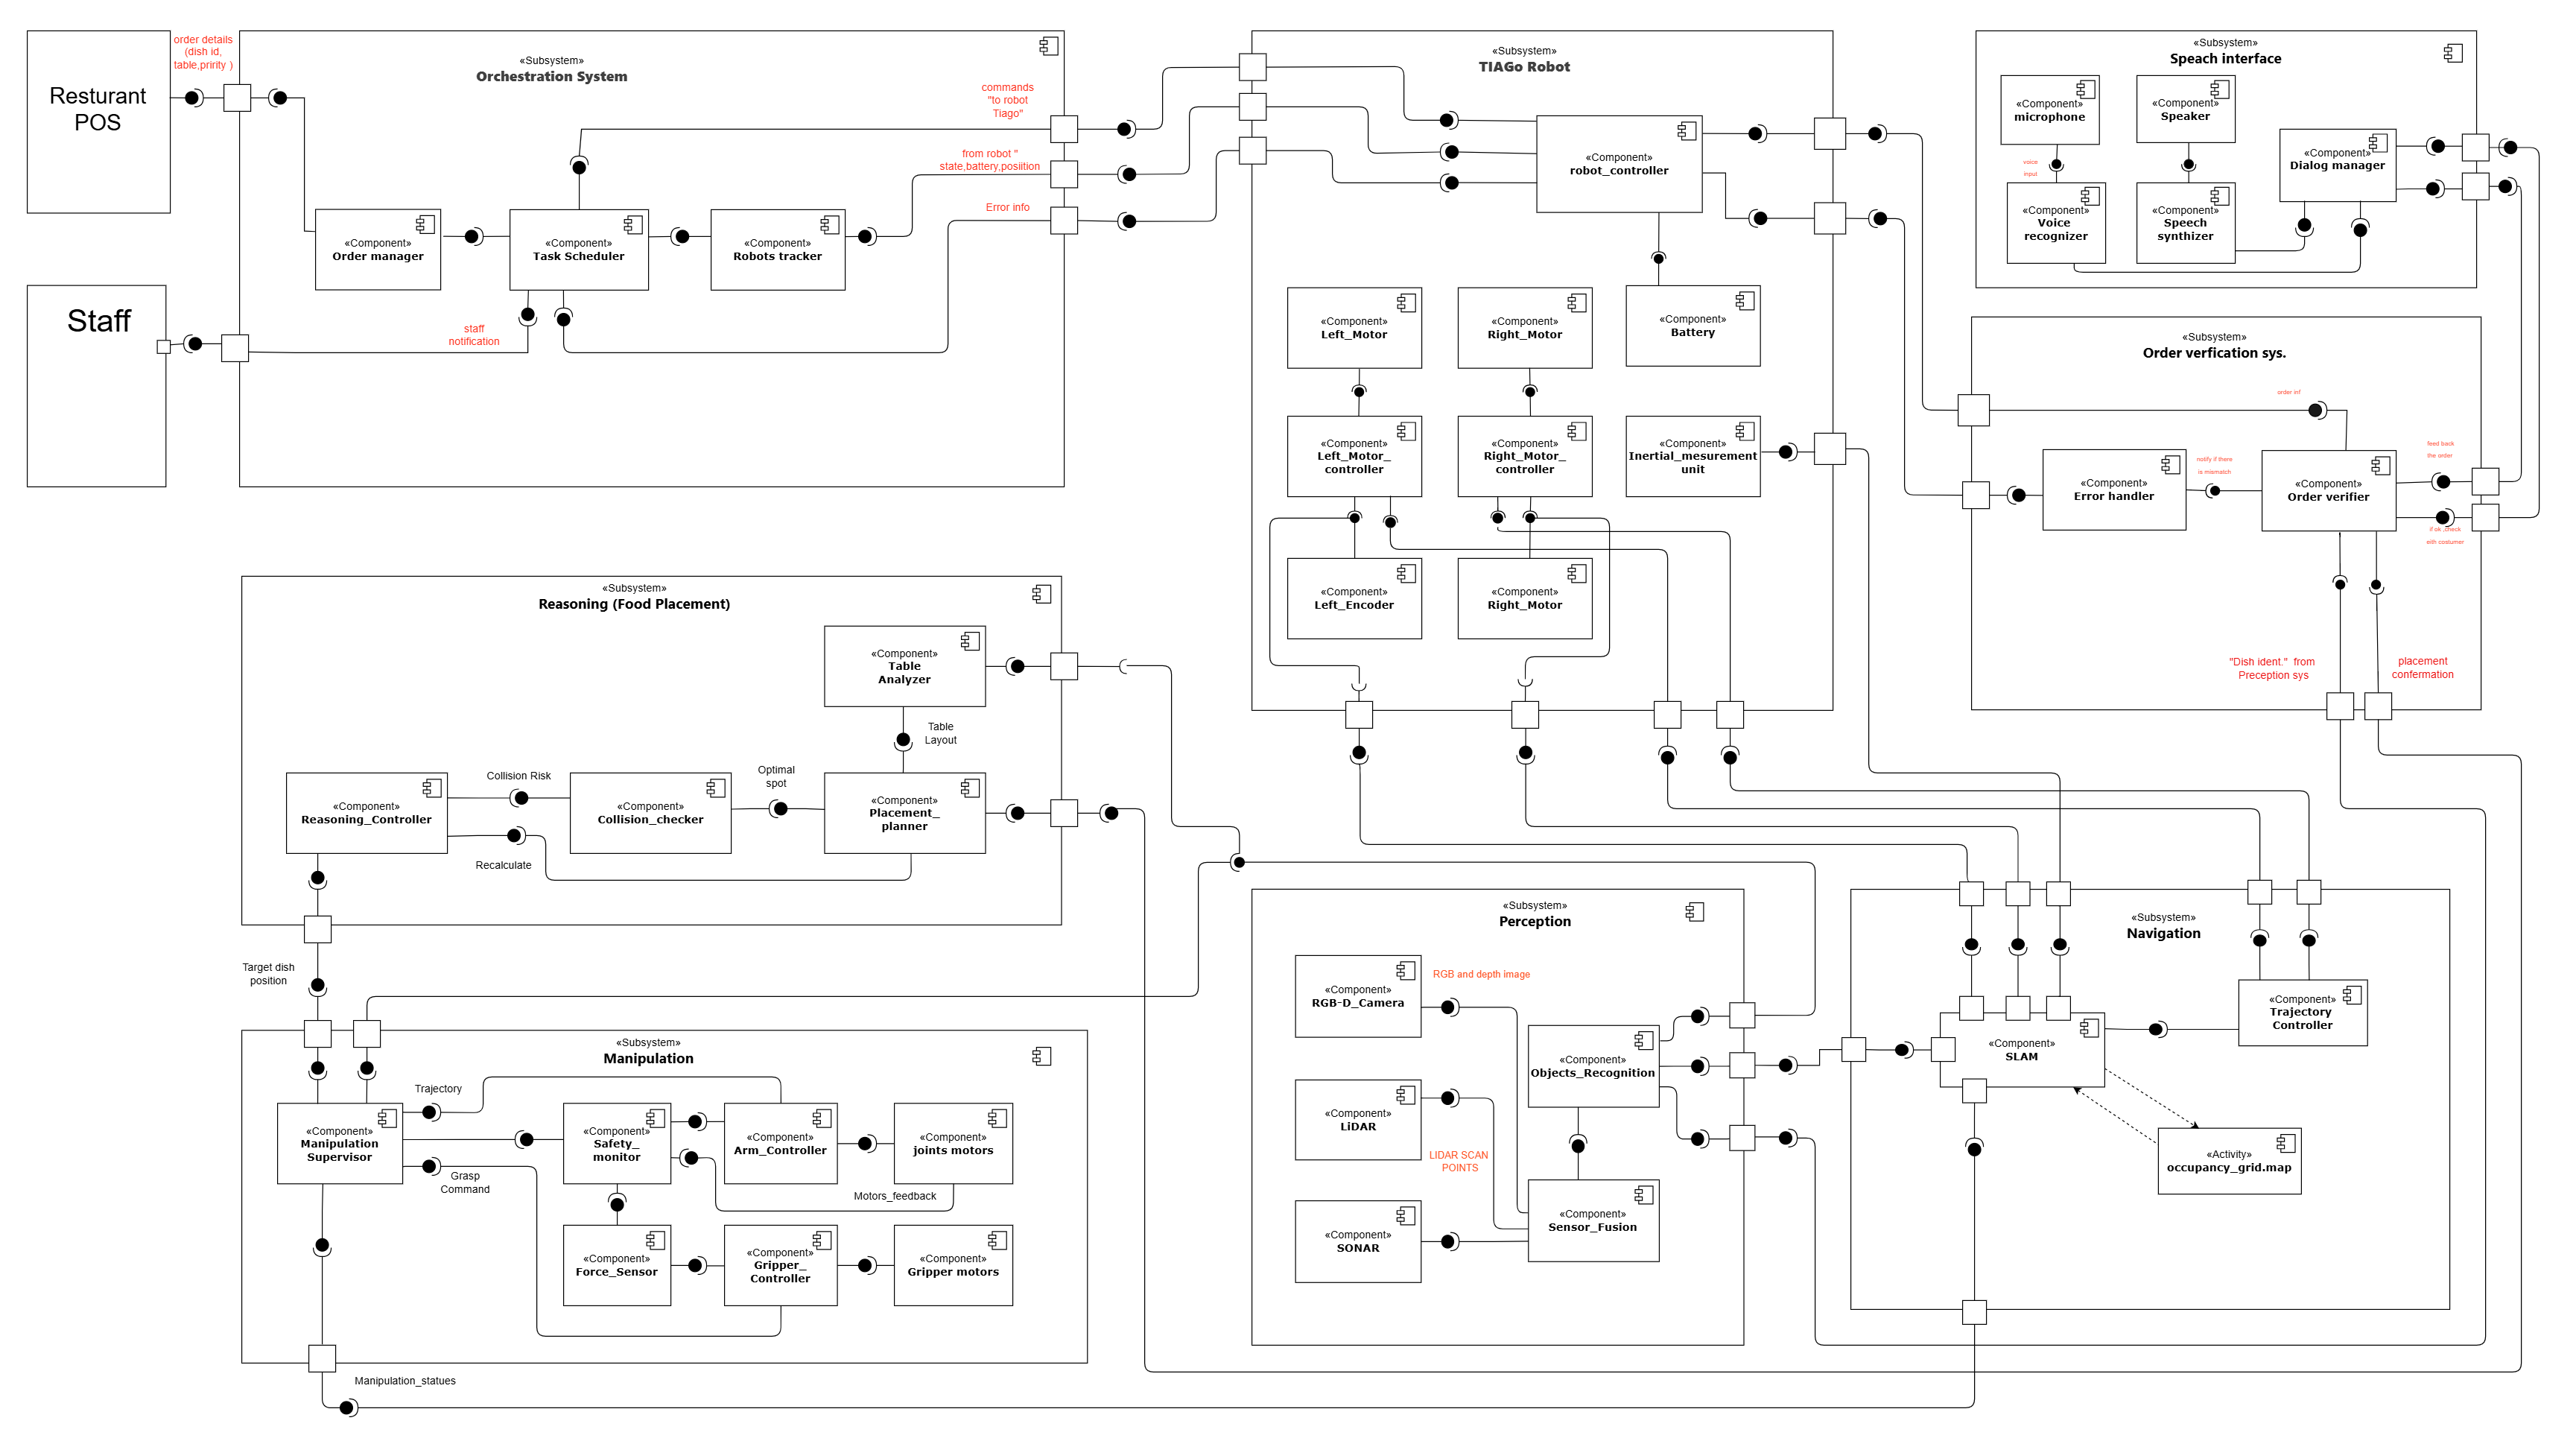 Resturant
POS
order details
(dish id,
table,pririty )
Staff
«Subsystem»
Orchestration System
commands
"to robot
Tiago"
from robot "
state,battery,position
Error info
«Component»
Order manager
«Component»
Task Scheduler
«Component»
Robots tracker
staff
notification
«Subsystem»
TIAGo Robot
«Component»
robot_controller
«Component»
Left_Motor
«Component»
Right_Motor
«Component»
Battery
«Component»
Left_Motor_
controller
«Component»
Right_Motor_
controller
«Component»
Inertial_mesurement
unit
«Component»
Left_Encoder
«Component»
Right_Motor
«Subsystem»
Speach interface
«Component»
microphone
«Component»
Speaker
«Component»
Dialog manager
voice
input
«Component»
Voice
recognizer
«Component»
Speech
synthizer
«Subsystem»
Order verfication sys.
order inf
feed back
the order
notify if there
is mismatch
«Component»
Error handler
«Component»
Order verifier
if ok ,check
eith costumer
"Dish ident."  from
Preception sys
placement
confermation
«Subsystem»
Reasoning (Food Placement)
«Component»
Table
Analyzer
Table
Layout
Collision Risk
Optimal
spot
«Component»
Reasoning_Controller
«Component»
Collision_checker
«Component»
Placement_
planner
Recalculate
Target dish
position
«Subsystem»
Manipulation
Trajectory
«Component»
Manipulation
Supervisor
«Component»
Safety_
monitor
«Component»
Arm_Controller
«Component»
joints motors
Grasp
Command
Motors_feedback
«Component»
Force_Sensor
«Component»
Gripper_
Controller
«Component»
Gripper motors
Manipulation_statues
«Subsystem»
Perception
«Component»
RGB-D_Camera
RGB and depth image
«Component»
Objects_Recognition
«Component»
LiDAR
LIDAR SCAN
POINTS
«Component»
SONAR
«Component»
Sensor_Fusion
«Subsystem»
Navigation
«Component»
Trajectory
Controller
«Component»
SLAM
«Activity»
occupancy_grid.map